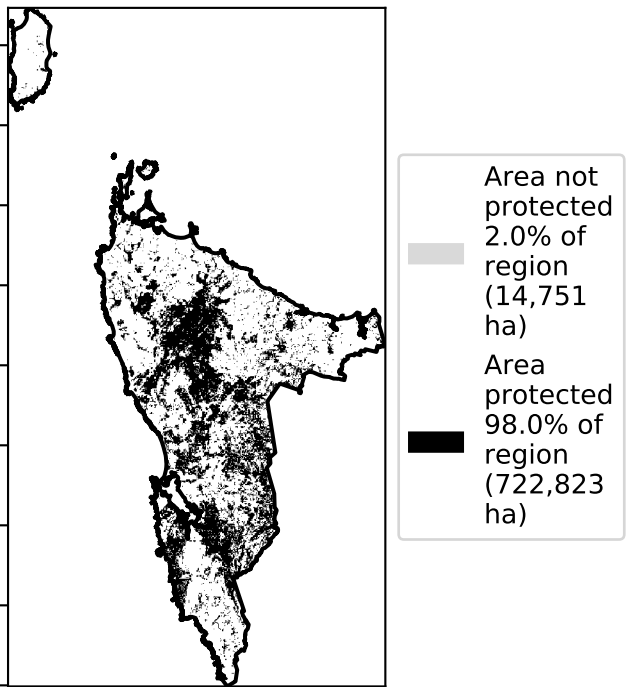 Area not
protected
2.0% of
region
(14,751
ha)
Area
protected
98.0% of
region
(722,823
ha)